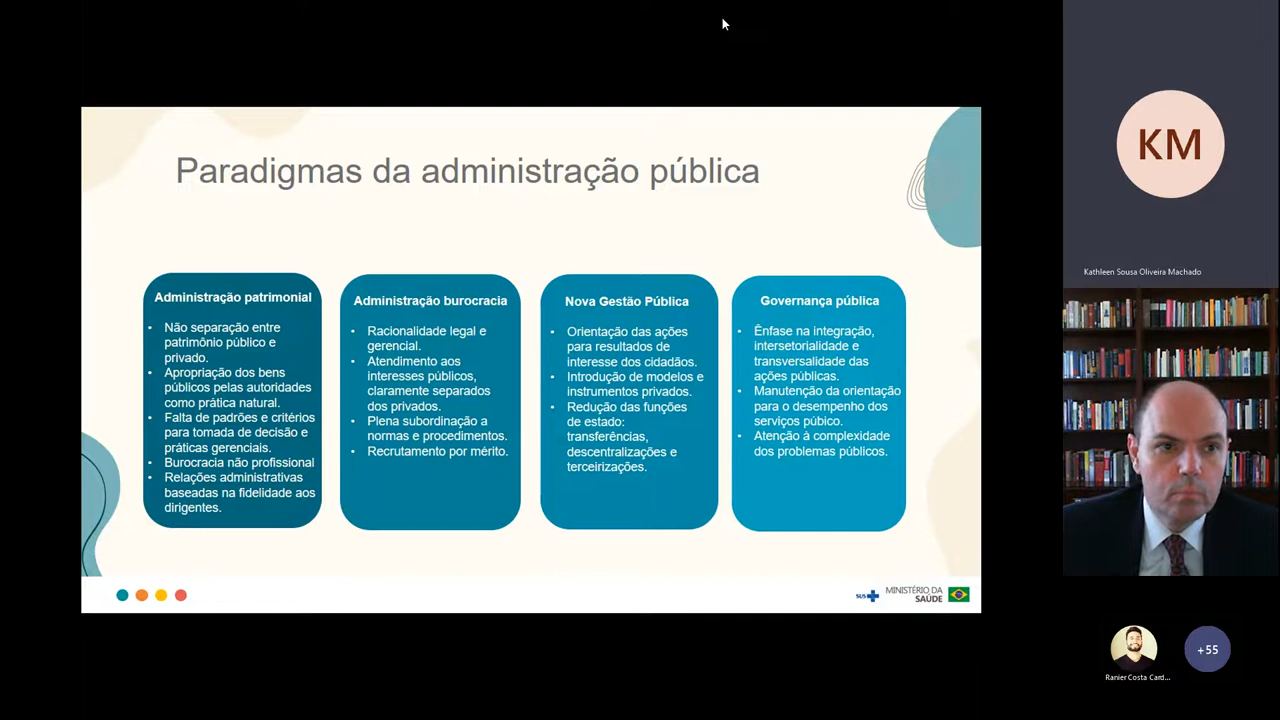 Paradigmas da administração pública
Administração patrimonial
• Não separação entre
patrimônio público e
privado.
• Apropriação dos bens
públicos pelas autoridades
como prática natural.
• Falta de padrões e critérios
para tomada de decisão e
práticas gerenciais.
• Burocracia não profissional
• Relações administrativas
baseadas na fidelidade aos
dirigentes.
Administração burocracia
• Racionalidade legal e
gerencial.
• Atendimento aos
interesses públicos,
claramente separados
dos privados.
• Plena subordinação a
normas e procedimentos.
• Recrutamento por mérito.
Nova Gestão Pública
• Orientação das ações
para resultados de
interesse dos cidadãos.
• Introdução de modelos e
instrumentos privados.
• Redução das funções
de estado:
transferências,
descentralizações e
terceirizações.
Governança pública
• Ênfase na integração,
intersetorialidade e
transversalidade das
ações públicas.
• Manutenção da orientação
para o desempenho dos
serviços púbico.
• Atenção à complexidade
dos problemas públicos.
SUS
MINISTÉRIO DA
SAÚDE
KM
Kathleen Sousa Oliveira Machado
Ranier Costa Card...
+55